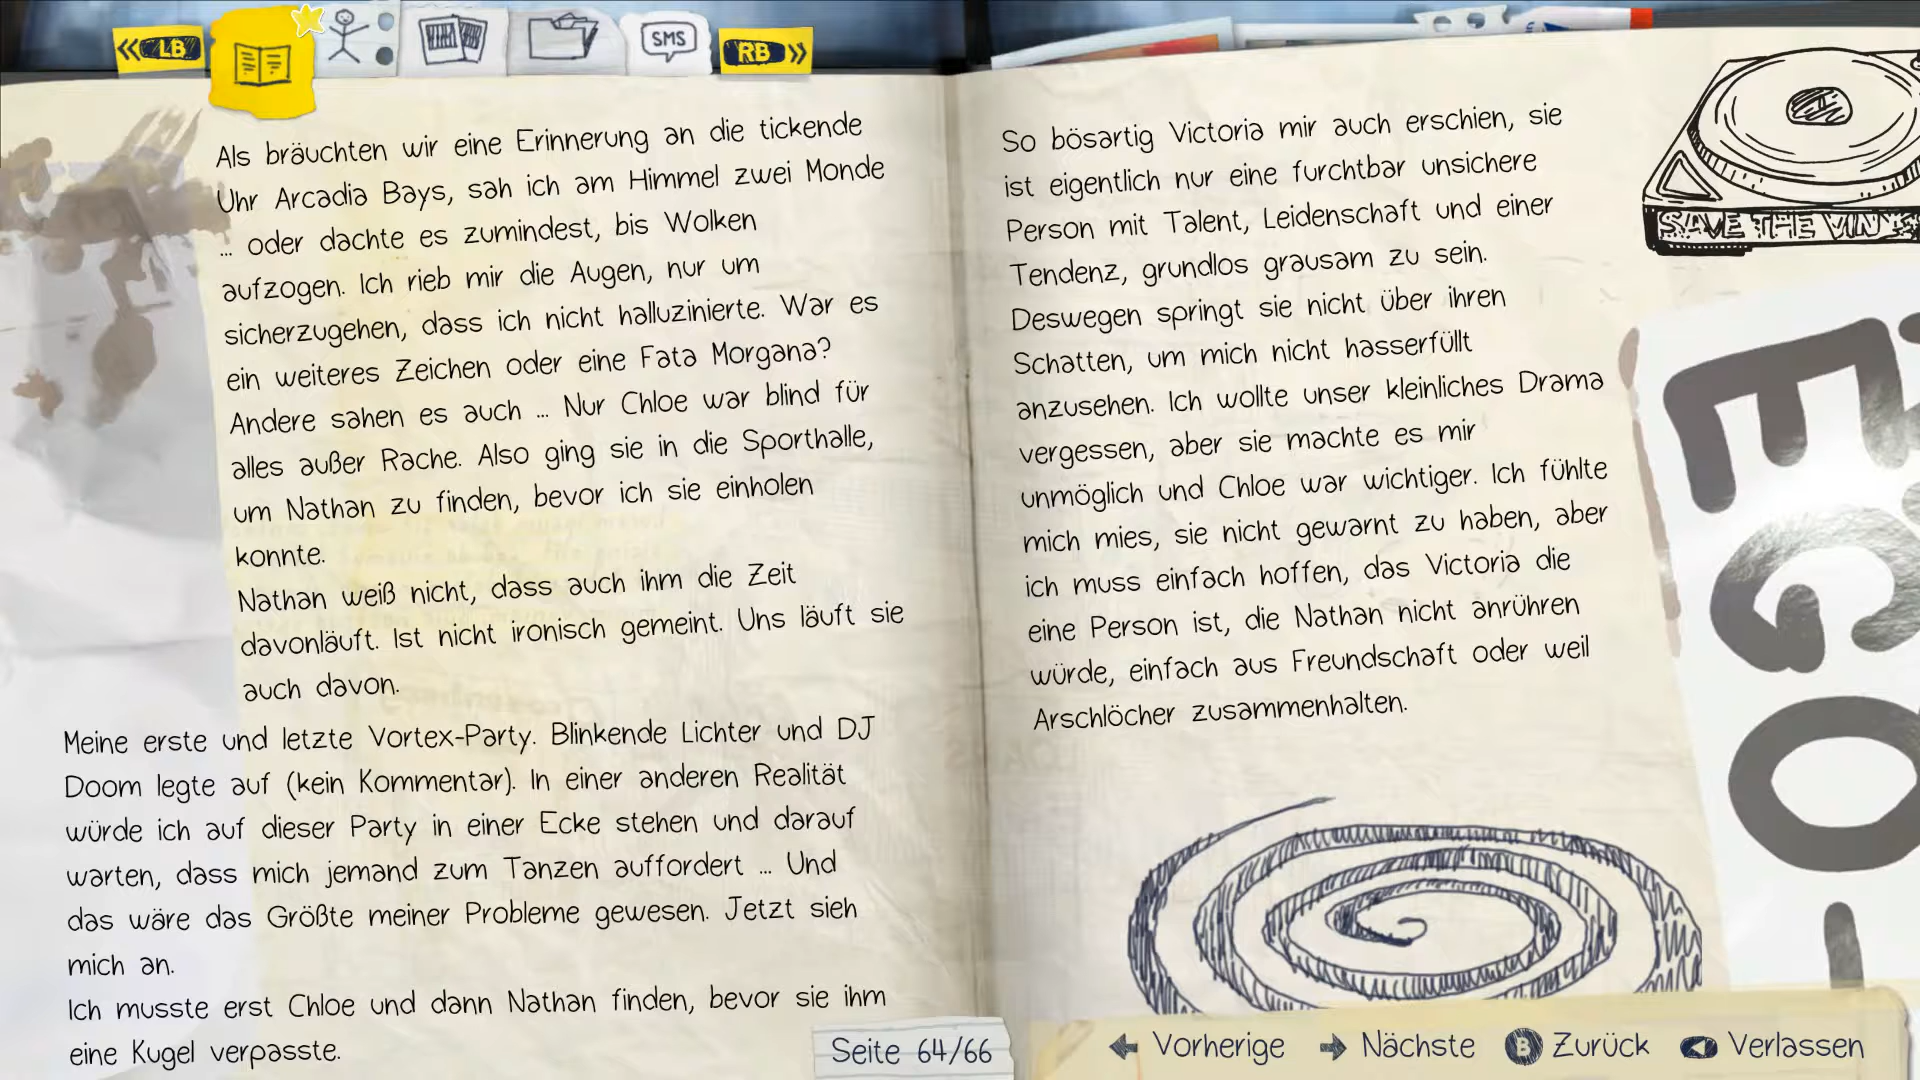 LB
SMS
RB
Als bräuchten wir eine Erinnerung an die tickende
Uhr Arcadia Bays, sah ich am Himmel zwei Monde
... oder dachte es zumindest, bis Wolken
aufzogen. Ich rieb mir die Augen, nur um
sicherzugehen, dass ich nicht halluzinierte. War es
ein weiteres Zeichen oder eine Fata Morgana?
Andere sahen es auch ... Nur Chloe war blind für
alles außer Rache. Also ging sie in die Sporthalle,
um Nathan zu finden, bevor ich sie einholen
konnte.
Nathan weiß nicht, dass auch ihm die Zeit
davonläuft. Ist nicht ironisch gemeint. Uns läuft sie
auch davon.
Meine erste und letzte Vortex-Party. Blinkende Lichter und DJ
Doom legte auf (kein Kommentar). In einer anderen Realität
würde ich auf dieser Party in einer Ecke stehen und darauf
warten, dass mich jemand zum Tanzen auffordert ... Und
das wäre das Größte meiner Probleme gewesen. Jetzt sieh
mich an.
Ich musste erst Chloe und dann Nathan finden, bevor sie ihm
eine Kugel verpasste.
So bösartig Victoria mir auch erschien, sie
ist eigentlich nur eine furchtbar unsichere
Person mit Talent, Leidenschaft und einer
Tendenz, grundlos grausam zu sein.
Deswegen springt sie nicht über ihren
Schatten, um mich nicht hasserfüllt
anzusehen. Ich wollte unser kleinliches Drama
vergessen, aber sie machte es mir
unmöglich und Chloe war wichtiger. Ich fühlte
mich mies, sie nicht gewarnt zu haben, aber
ich muss einfach hoffen, das Victoria die
eine Person ist, die Nathan nicht anrühren
würde, einfach aus Freundschaft oder weil
Arschlöcher zusammenhalten.
SAVE THE VINYL
EGO-
Seite 64/66
Vorherige
Nächste
B Zurück
Verlassen